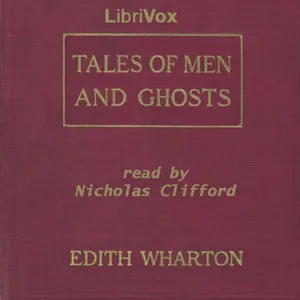 LibriVox
TALES OF MEN
AND GHOSTS
read by
Nicholas Clifford
EDITH WHARTON